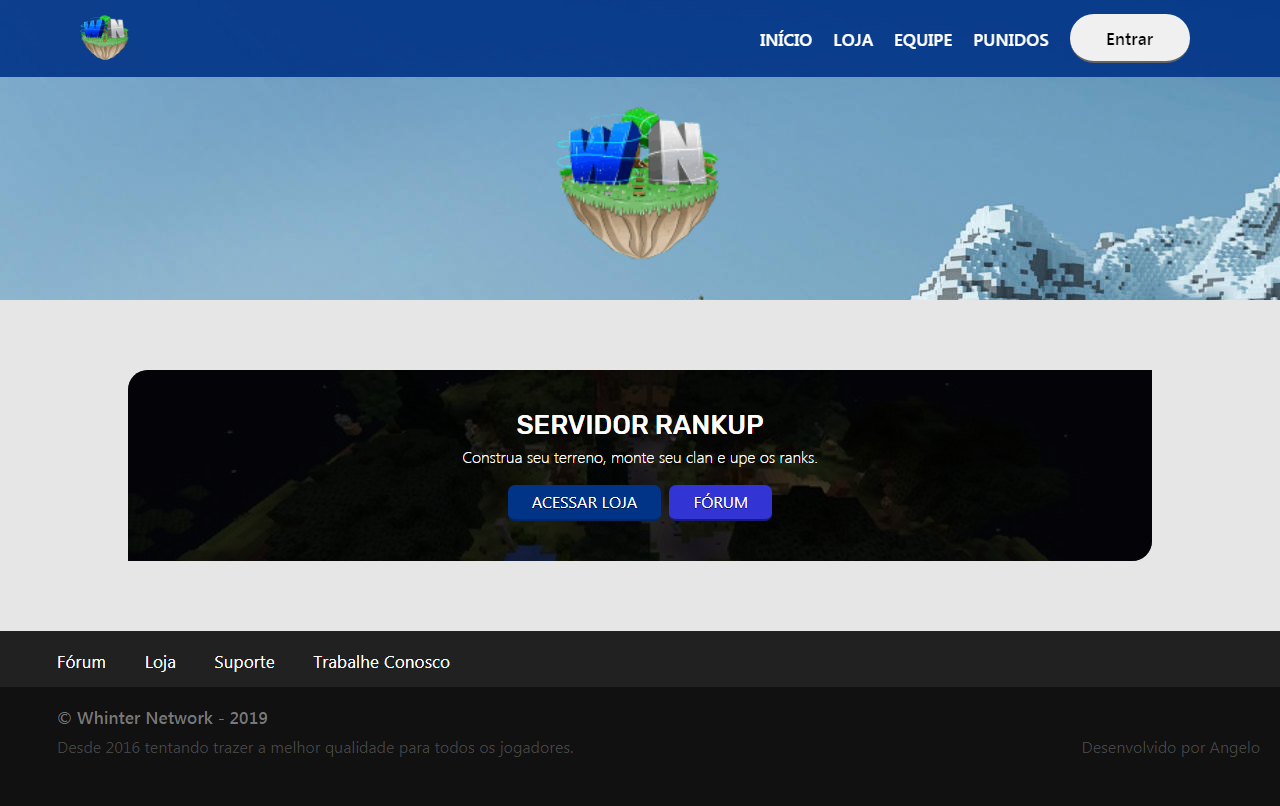 WN
INÍCIO LOJA EQUIPE PUNIDOS Entrar
WN
SERVIDOR RANKUP
Construa seu terreno, monte seu clan e upe os ranks.
ACESSAR LOJA FÓRUM
Fórum Loja Suporte Trabalhe Conosco
© Whinter Network - 2019
Desde 2016 tentando trazer a melhor qualidade para todos os jogadores. Desenvolvido por Angelo